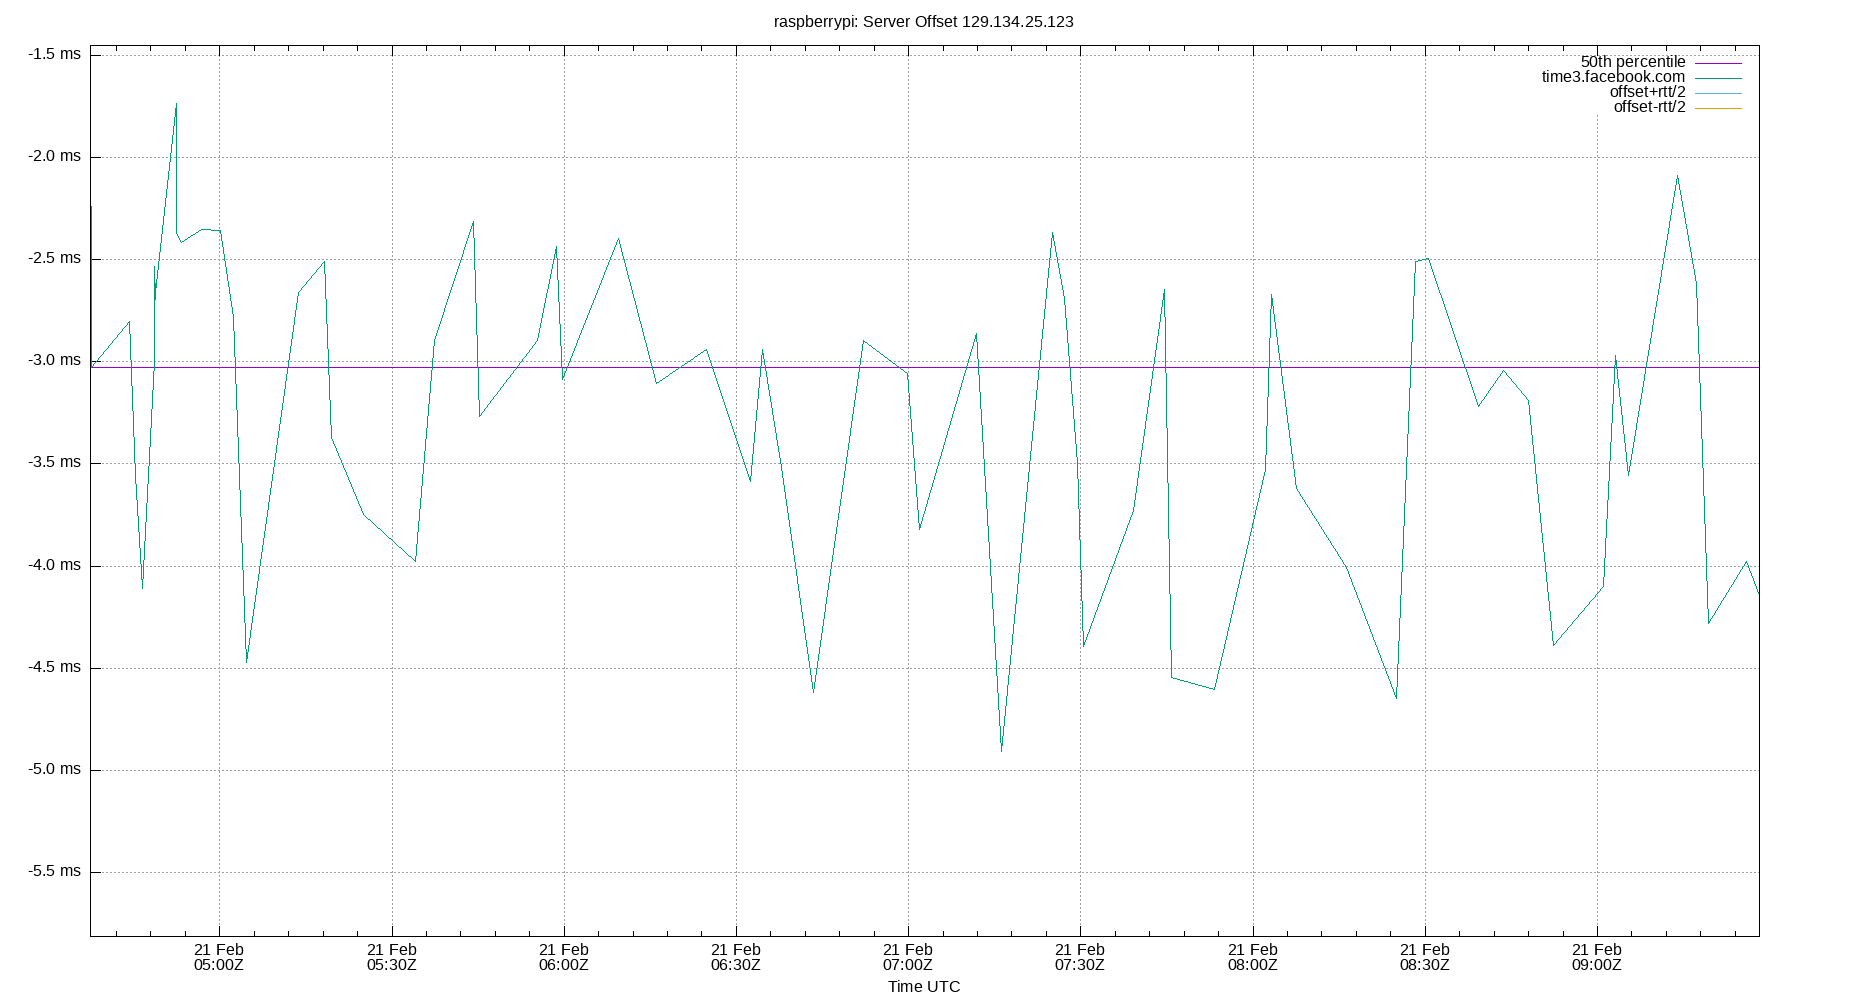 raspberrypi: Server Offset 129.134.25.123
-1.5 ms
50th percentile
time3.facebook.com
offset+rtt/2
offset-rtt/2
-2.0 ms
-2.5 ms
-3.0 ms
-3.5 ms
-4.0 ms
-4.5 ms
-5.0 ms
-5.5 ms
21 Feb 21 Feb 21 Feb 21 Feb 21 Feb 21 Feb 21 Feb 21 Feb 21 Feb
05:00Z 05:30Z 06:00Z 06:30Z 07:00Z 07:30Z 08:00Z 08:30Z 09:00Z
Time UTC